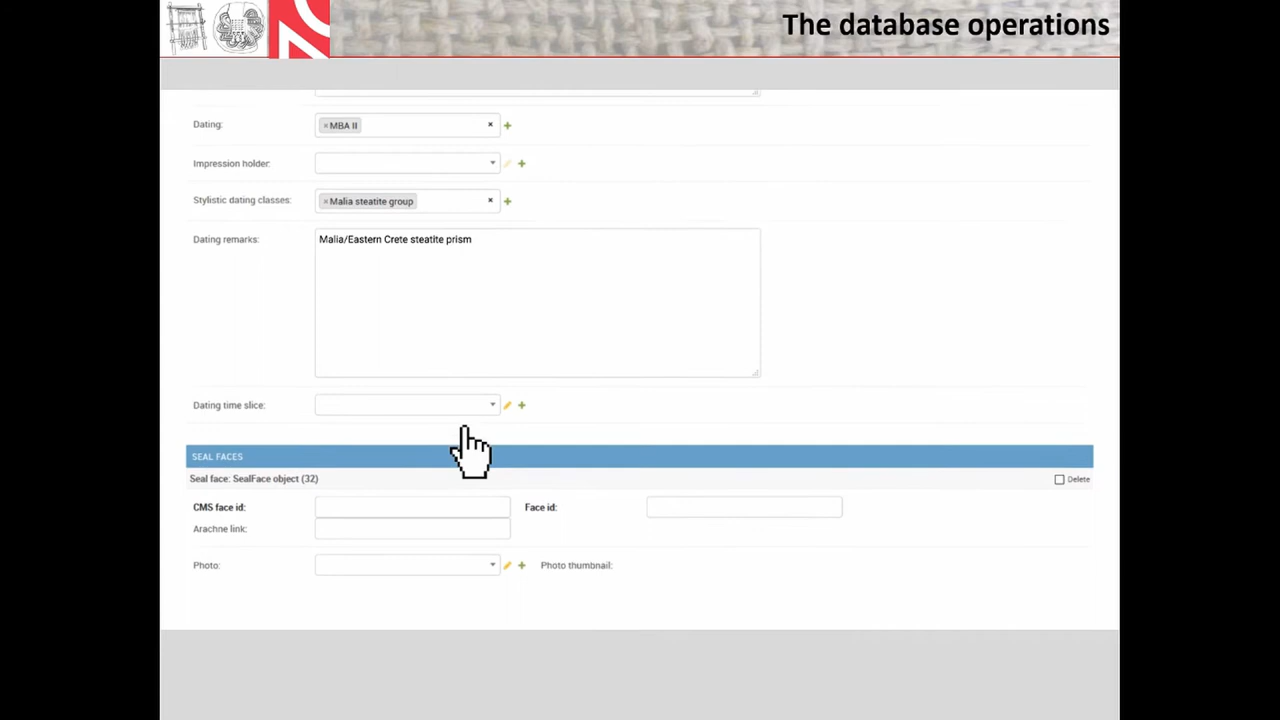 The database operations
Dating: ×MBA II × +
Impression holder: +
Stylistic dating classes: ×Malia steatite group × +
Dating remarks: Malia/Eastern Crete steatite prism
Dating time slice: +
SEAL FACES
Seal face: SealFace object (32) Delete
CMS face id: Face id:
Arachne link:
Photo: + Photo thumbnail: